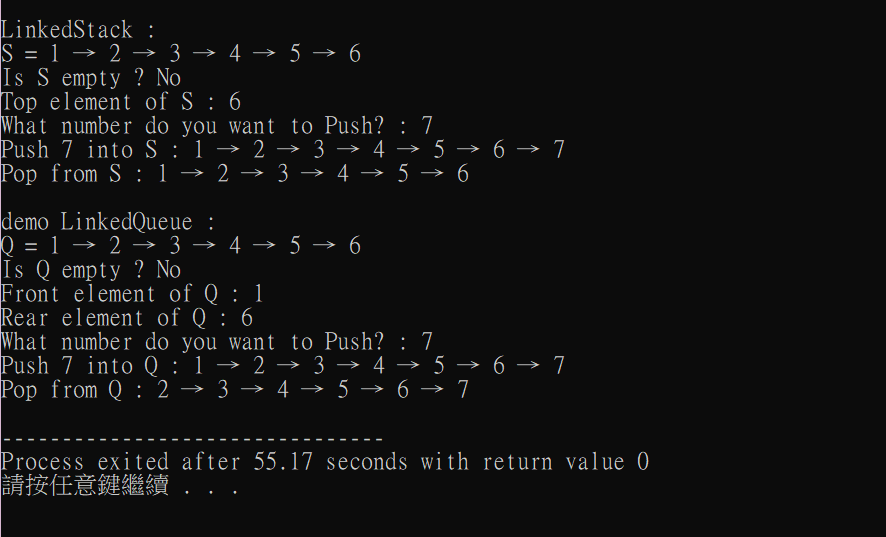 LinkedStack :
S = 1 → 2 → 3 → 4 → 5 → 6
Is S empty ? No
Top element of S : 6
What number do you want to Push? : 7
Push 7 into S : 1 → 2 → 3 → 4 → 5 → 6 → 7
Pop from S : 1 → 2 → 3 → 4 → 5 → 6
demo LinkedQueue :
Q = 1 → 2 → 3 → 4 → 5 → 6
Is Q empty ? No
Front element of Q : 1
Rear element of Q : 6
What number do you want to Push? : 7
Push 7 into Q : 1 → 2 → 3 → 4 → 5 → 6 → 7
Pop from Q : 2 → 3 → 4 → 5 → 6 → 7
--------------------------------
Process exited after 55.17 seconds with return value 0
請按任意鍵繼續 . . .